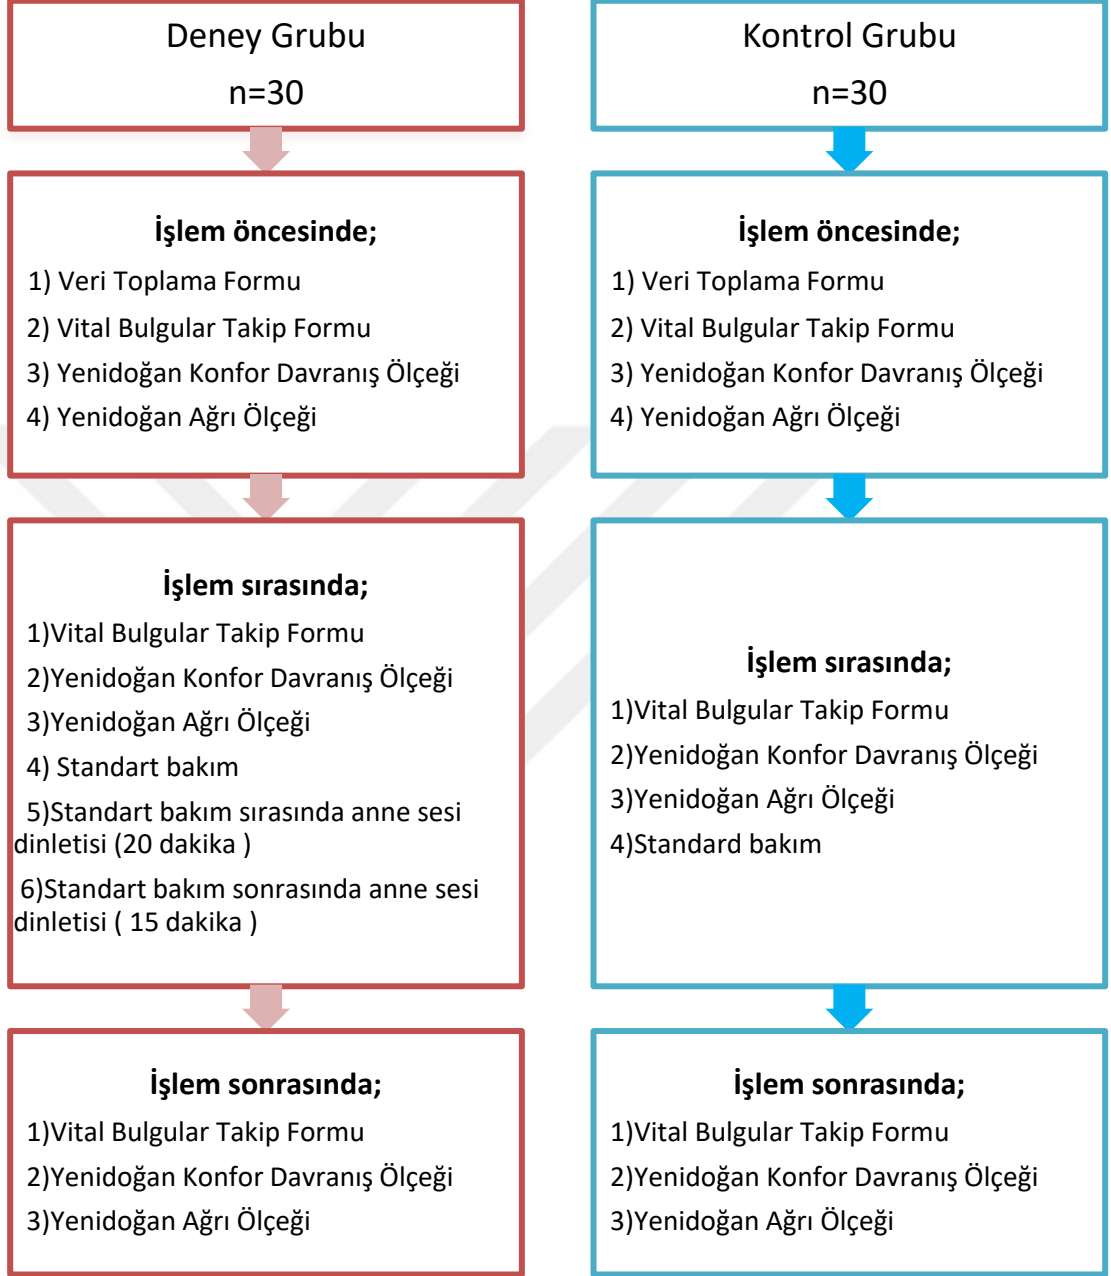 Deney Grubu
n=30
İşlem öncesinde;
1) Veri Toplama Formu
2) Vital Bulgular Takip Formu
3) Yenidoğan Konfor Davranış Ölçeği
4) Yenidoğan Ağrı Ölçeği
İşlem sırasında;
1)Vital Bulgular Takip Formu
2)Yenidoğan Konfor Davranış Ölçeği
3)Yenidoğan Ağrı Ölçeği
4) Standart bakım
5)Standart bakım sırasında anne sesi
dinletisi (20 dakika )
6)Standart bakım sonrasında anne sesi
dinletisi ( 15 dakika )
İşlem sonrasında;
1)Vital Bulgular Takip Formu
2)Yenidoğan Konfor Davranış Ölçeği
3)Yenidoğan Ağrı Ölçeği
Kontrol Grubu
n=30
İşlem öncesinde;
1) Veri Toplama Formu
2) Vital Bulgular Takip Formu
3) Yenidoğan Konfor Davranış Ölçeği
4) Yenidoğan Ağrı Ölçeği
İşlem sırasında;
1)Vital Bulgular Takip Formu
2)Yenidoğan Konfor Davranış Ölçeği
3)Yenidoğan Ağrı Ölçeği
4)Standard bakım
İşlem sonrasında;
1)Vital Bulgular Takip Formu
2)Yenidoğan Konfor Davranış Ölçeği
3)Yenidoğan Ağrı Ölçeği